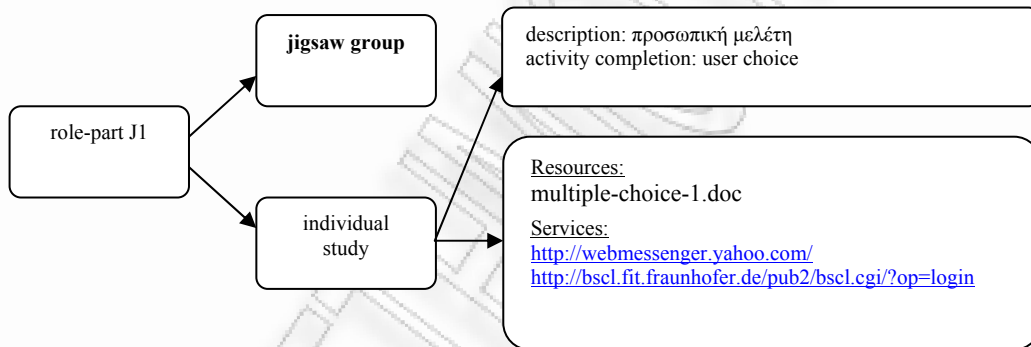 role-part J1
jigsaw group
individual
study
description: προσωπική μελέτη
activity completion: user choice
Resources:
multiple-choice-1.doc
Services:
http://webmessenger.yahoo.com/
http://bscl.fit.fraunhofer.de/pub2/bscl.cgi/?op=login